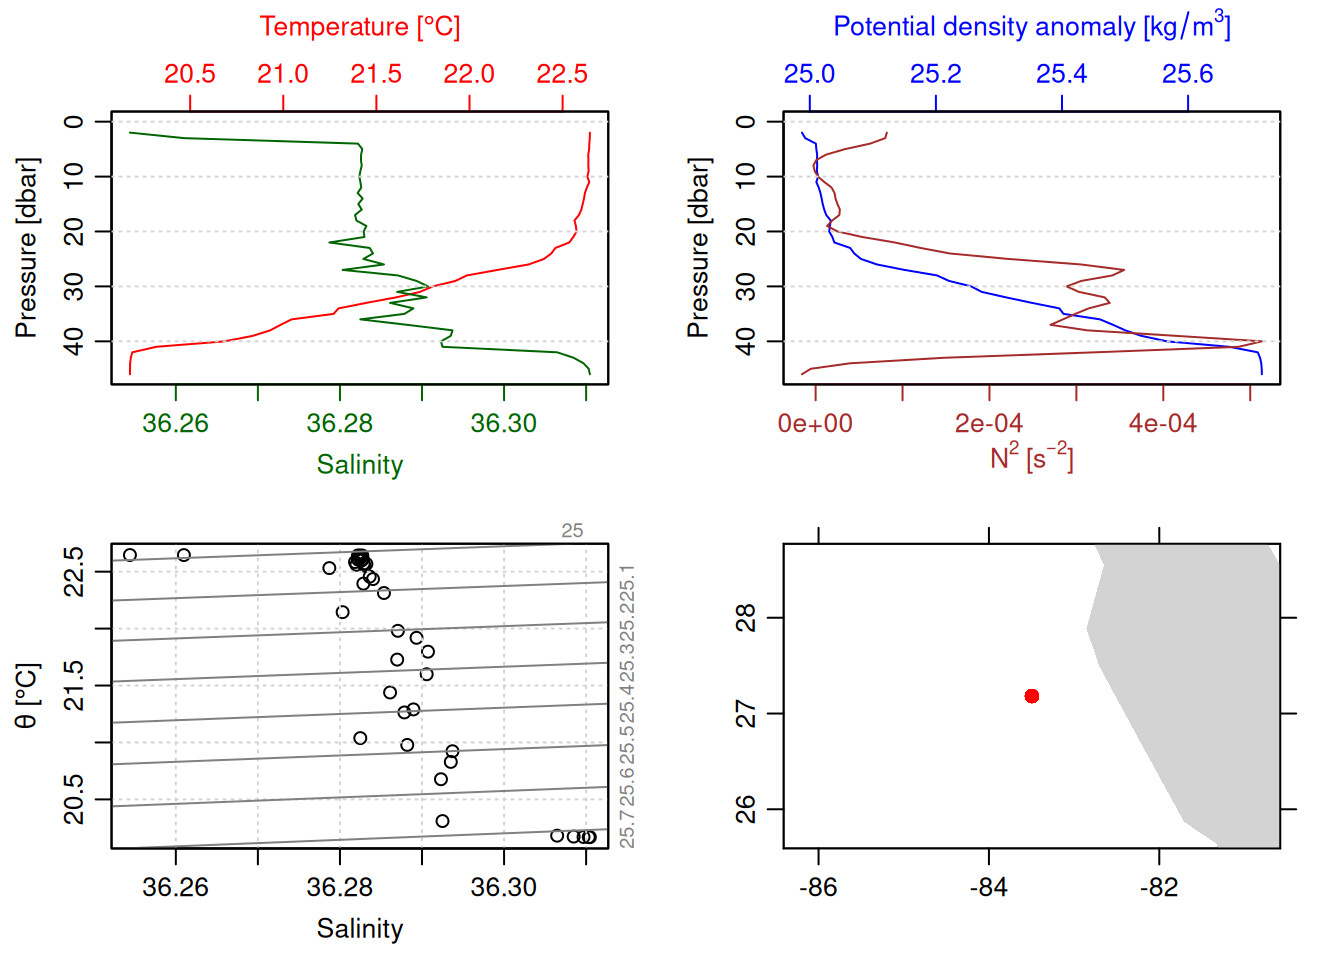 Temperature [°C]
20.5 21.0 21.5 22.0 22.5
Pressure [dbar]
0 10 20 30 40
36.26 36.28 36.30
Salinity
Potential density anomaly [kg/m³]
25.0 25.2 25.4 25.6
Pressure [dbar]
0 10 20 30 40
0e+00 2e-04 4e-04
N² [s⁻²]
25
θ [°C]
22.5 21.5 20.5
25.1 25.2 25.3 25.4 25.5 25.6 25.7
36.26 36.28 36.30
Salinity
28 27 26
-86 -84 -82